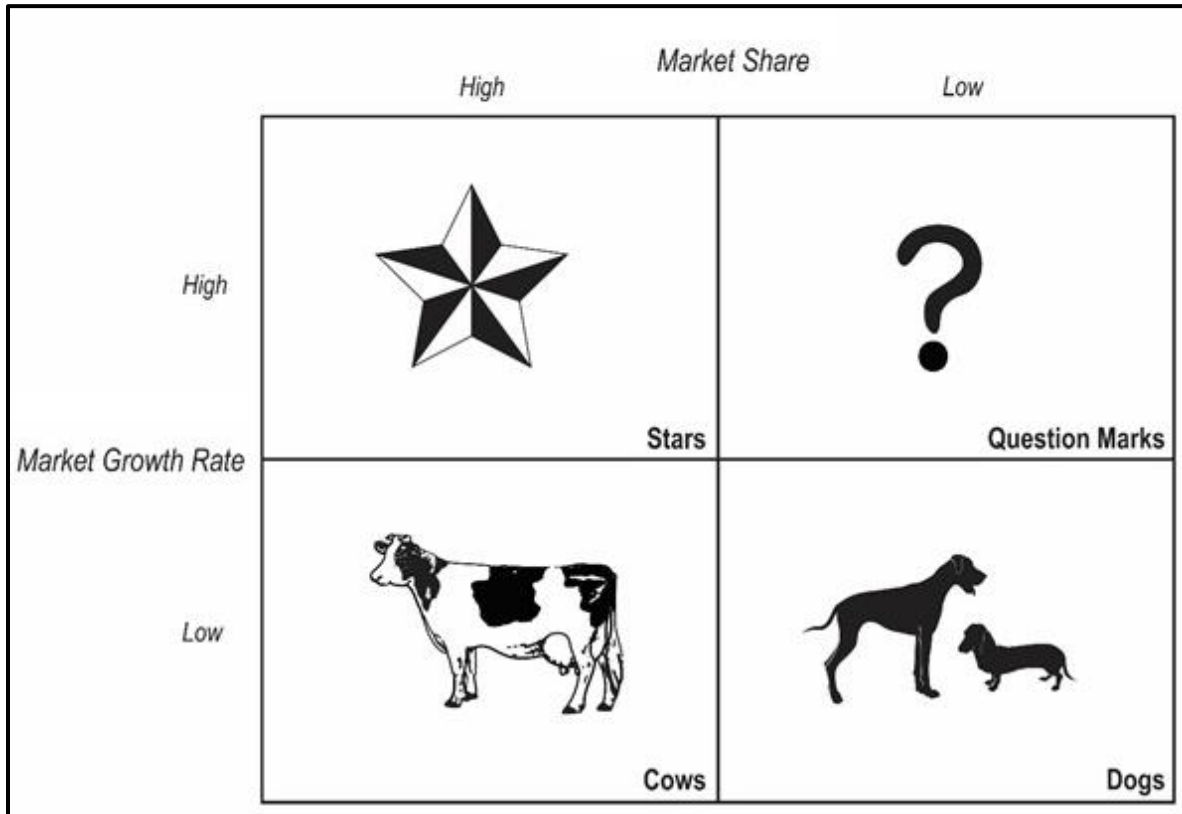 Market Share
High
Low
High
Stars
Question Marks
Market Growth Rate
Low
Cows
Dogs